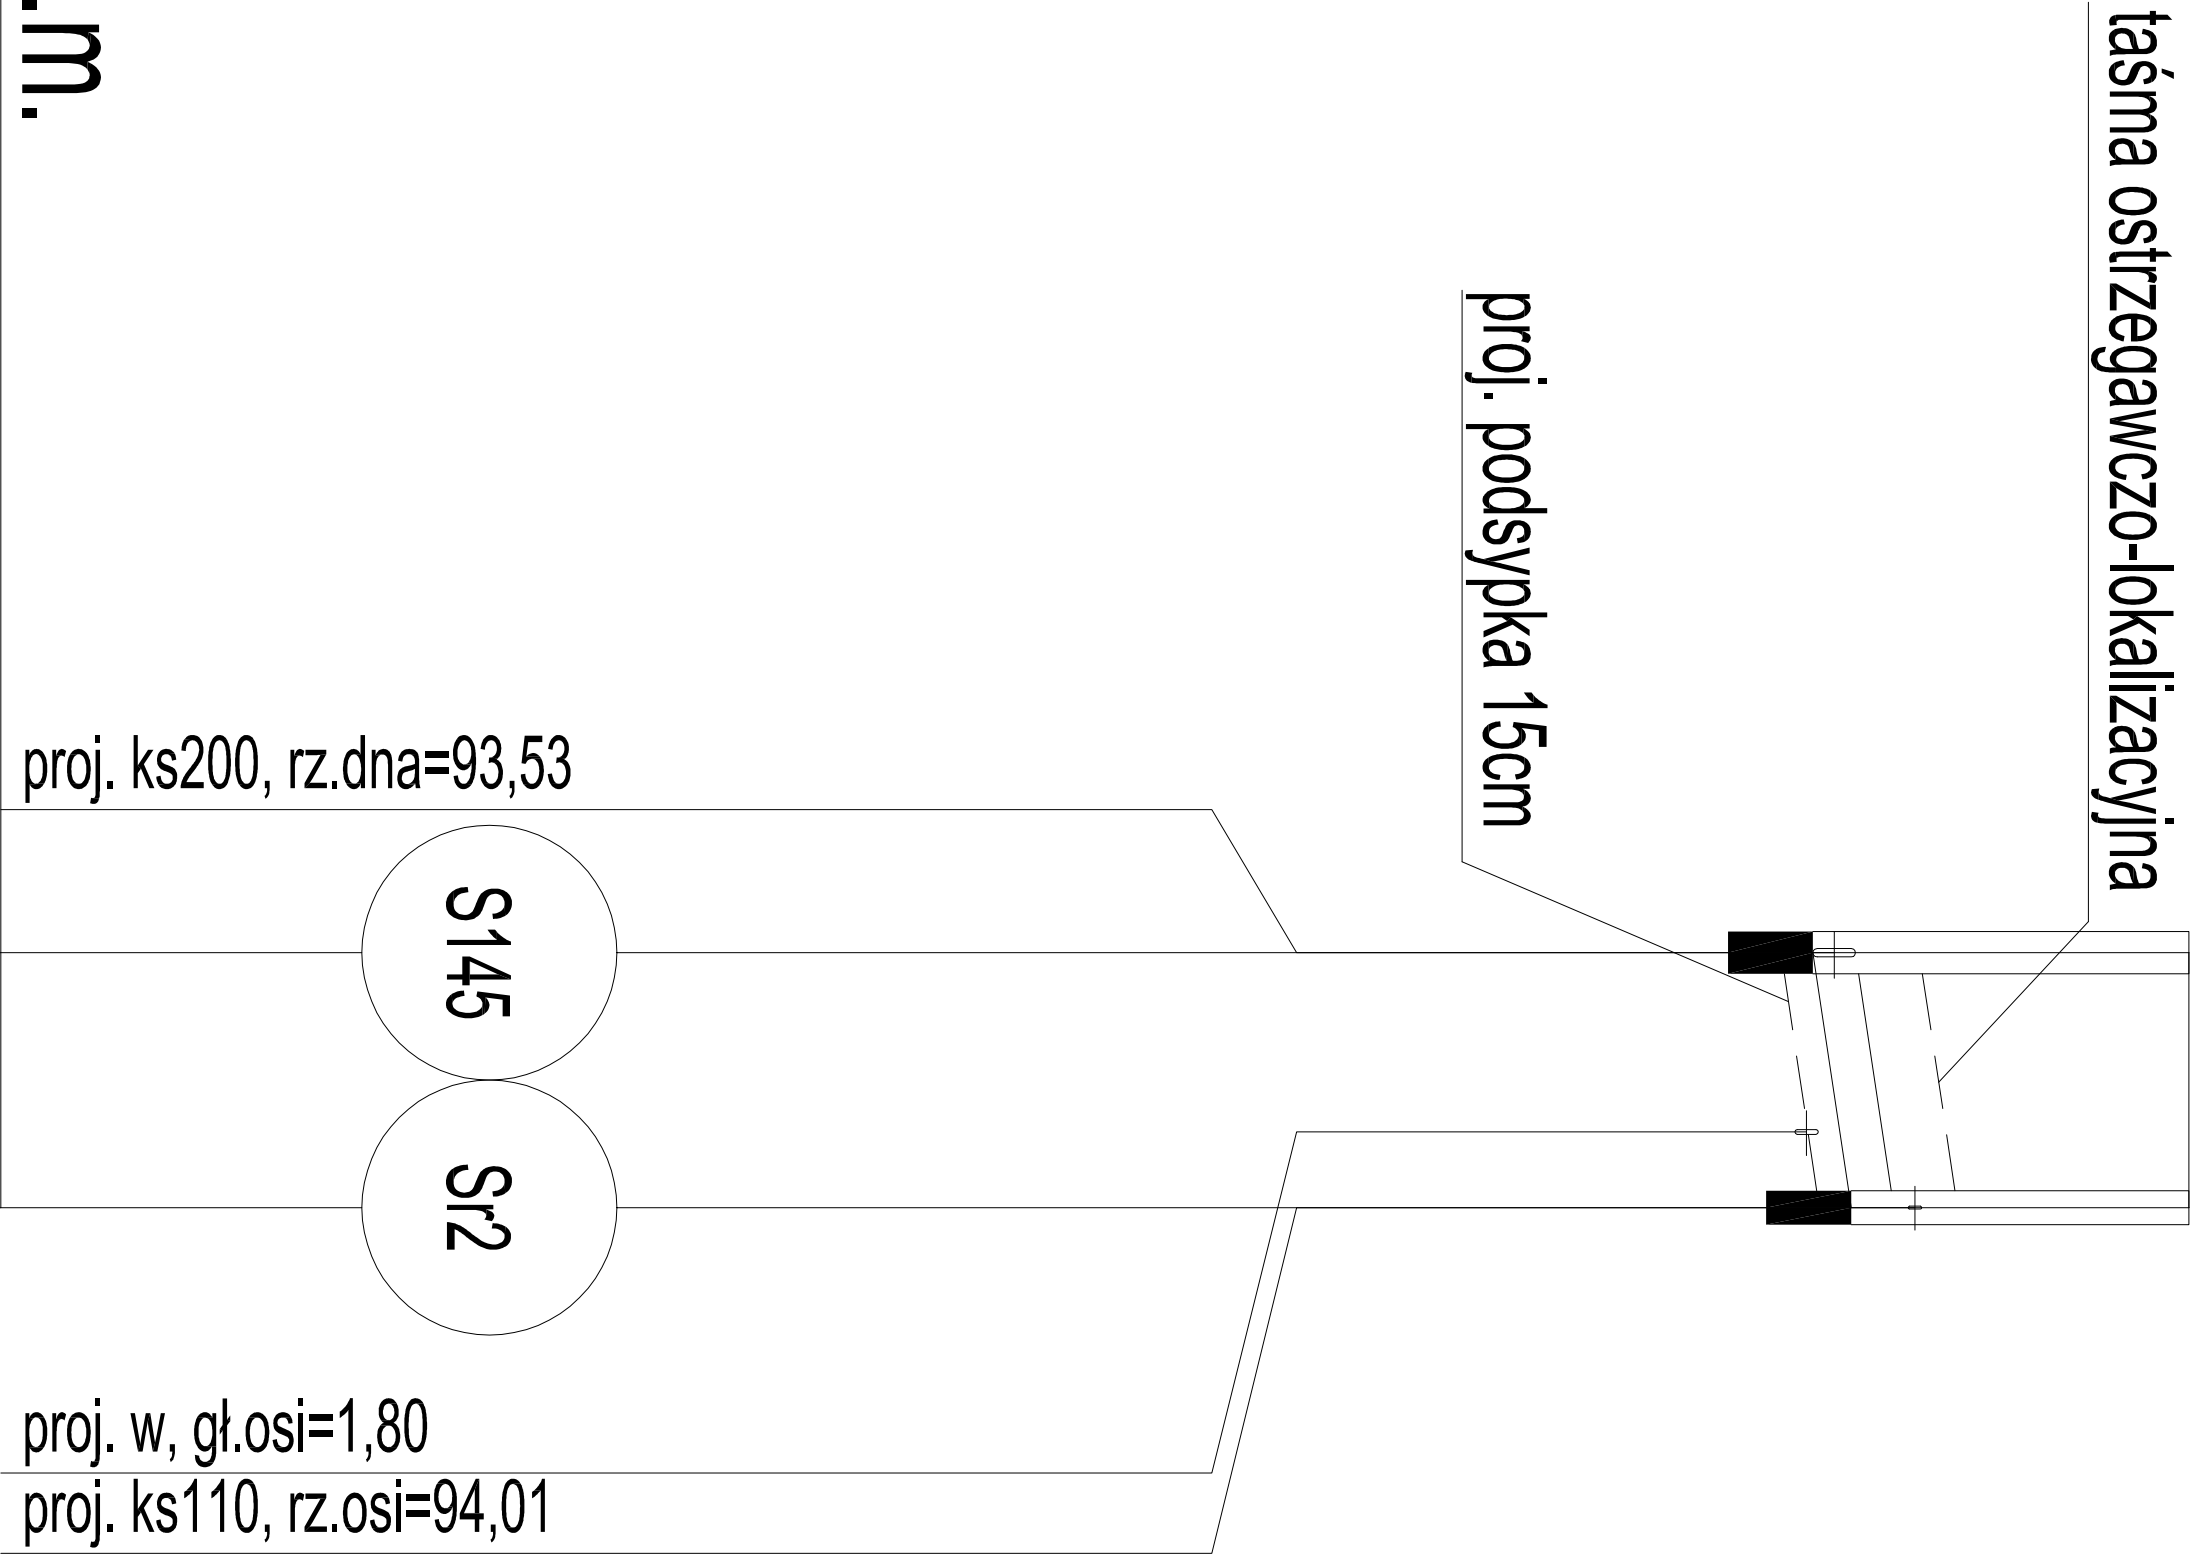 taśma ostrzegawczo-lokalizacyjna
proj. podsypka 15cm
.m.
proj. ks200, rz.dna=93,53
S145
Sr2
proj. w, gł.osi=1,80
proj. ks110, rz.osi=94,01